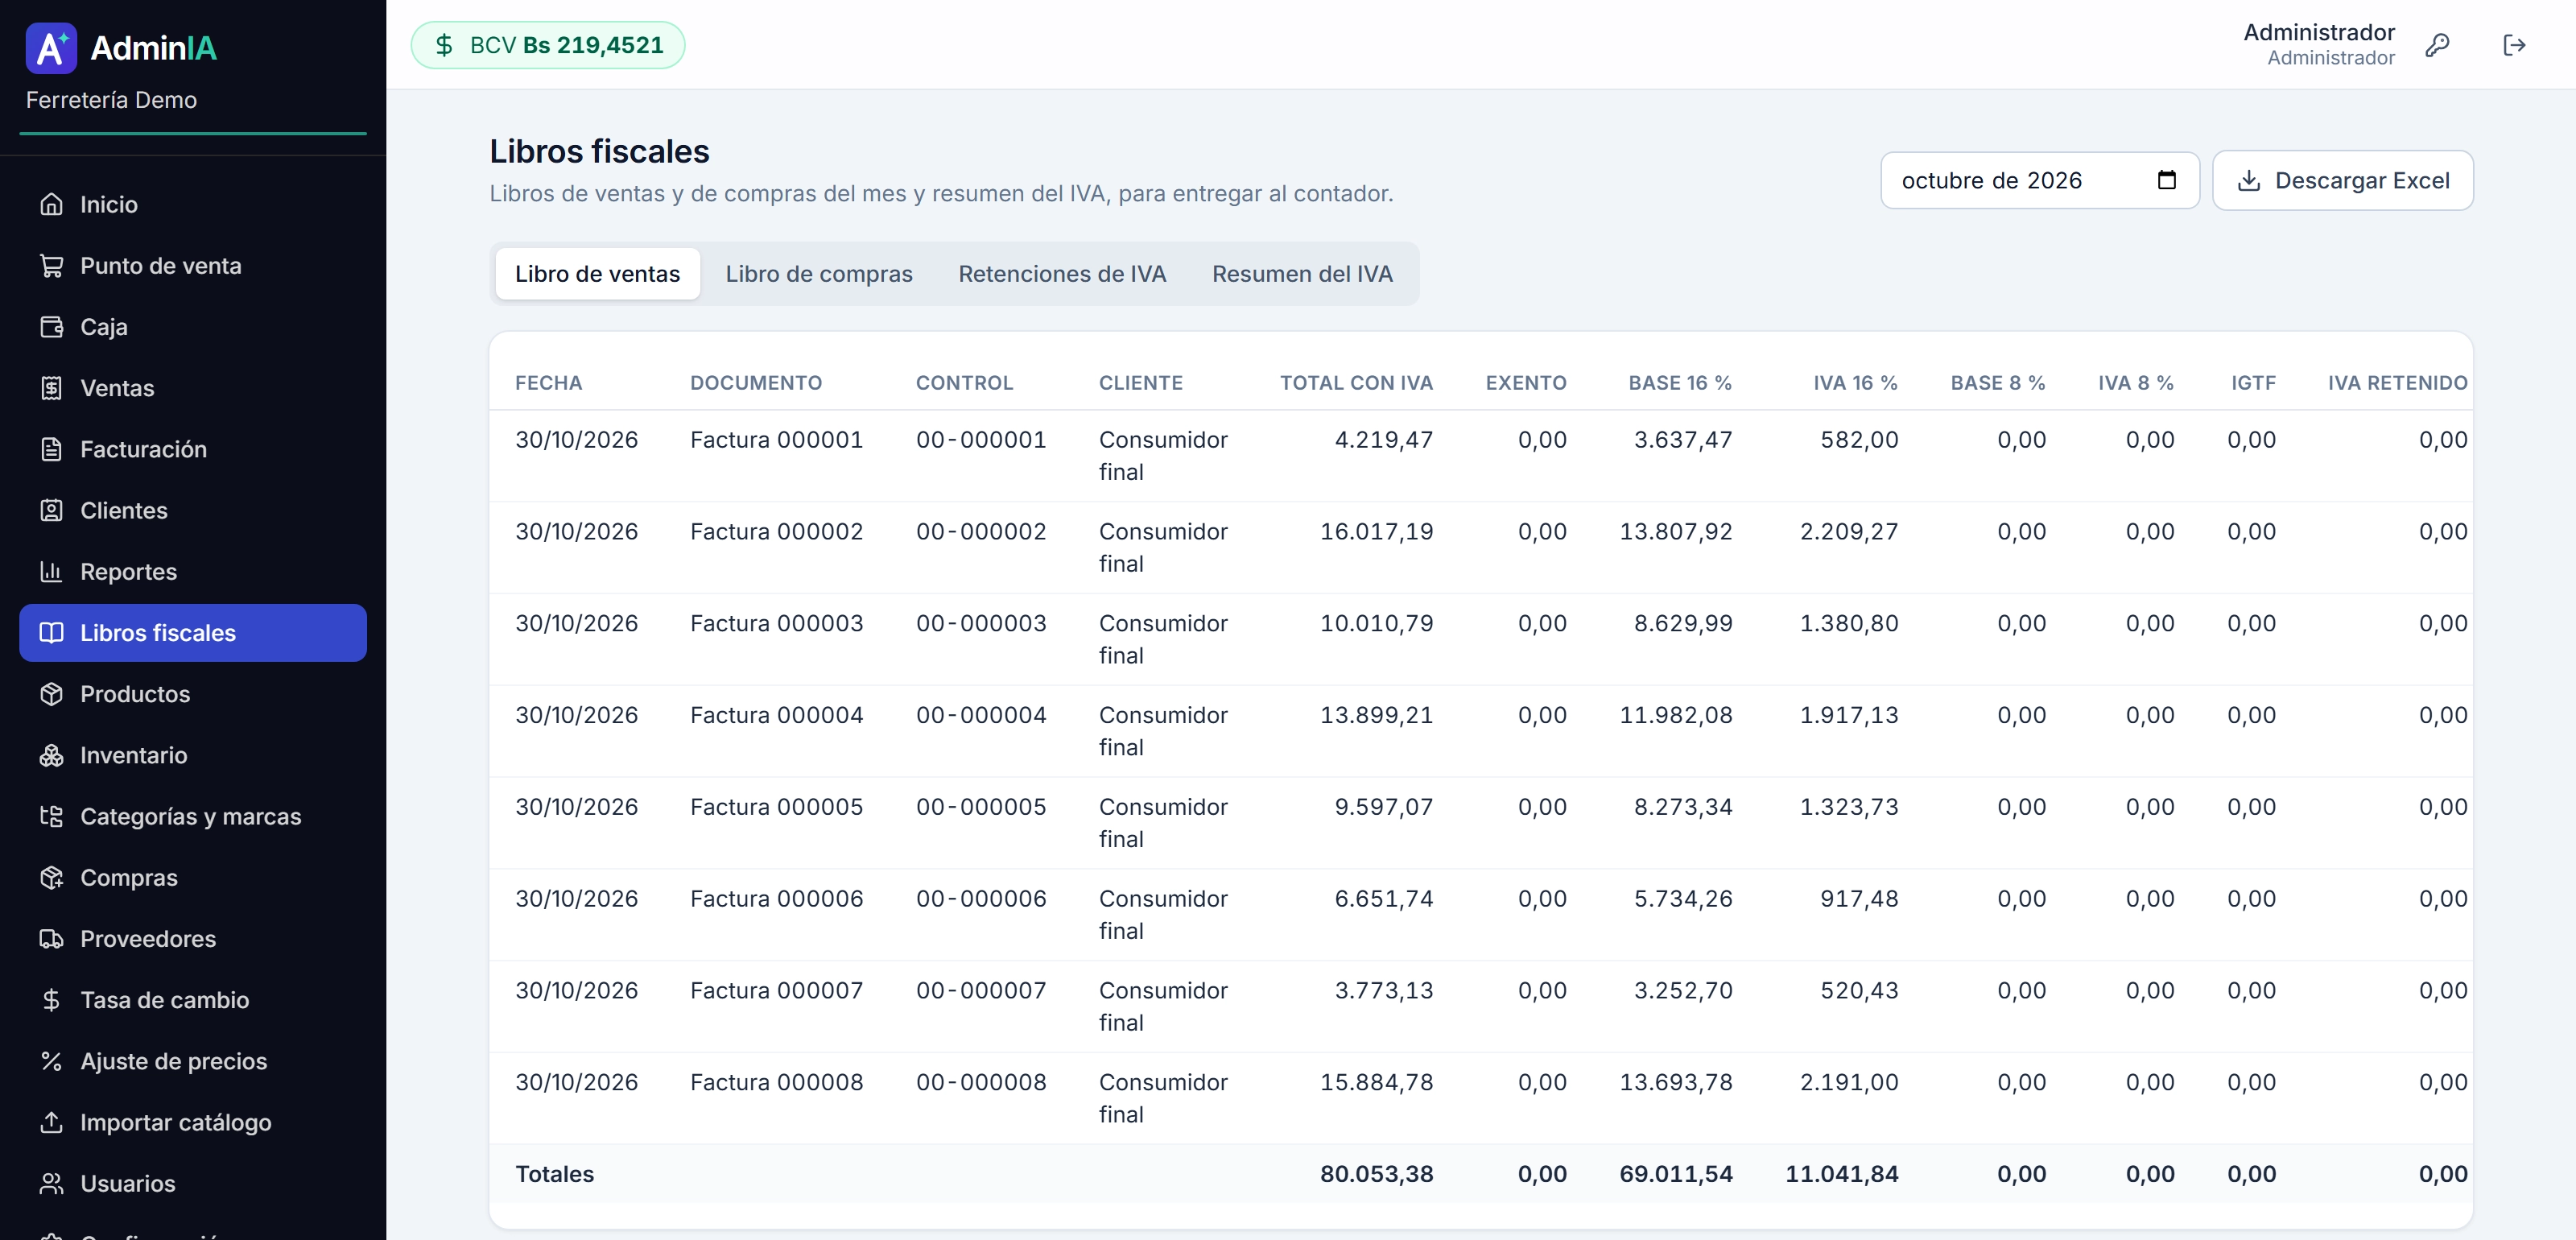 AdminIA
Ferretería Demo
Inicio
Punto de venta
Caja
Ventas
Facturación
Clientes
Reportes
Libros fiscales
Productos
Inventario
Categorías y marcas
Compras
Proveedores
Tasa de cambio
Ajuste de precios
Importar catálogo
Usuarios
BCV Bs 219,4521
Administrador
Administrador
Libros fiscales
Libros de ventas y de compras del mes y resumen del IVA, para entregar al contador.
octubre de 2026
Descargar Excel
Libro de ventas Libro de compras Retenciones de IVA Resumen del IVA
FECHA DOCUMENTO CONTROL CLIENTE TOTAL CON IVA EXENTO BASE 16 % IVA 16 % BASE 8 % IVA 8 % IGTF IVA RETENIDO
30/10/2026 Factura 000001 00-000001 Consumidor final 4.219,47 0,00 3.637,47 582,00 0,00 0,00 0,00 0,00
30/10/2026 Factura 000002 00-000002 Consumidor final 16.017,19 0,00 13.807,92 2.209,27 0,00 0,00 0,00 0,00
30/10/2026 Factura 000003 00-000003 Consumidor final 10.010,79 0,00 8.629,99 1.380,80 0,00 0,00 0,00 0,00
30/10/2026 Factura 000004 00-000004 Consumidor final 13.899,21 0,00 11.982,08 1.917,13 0,00 0,00 0,00 0,00
30/10/2026 Factura 000005 00-000005 Consumidor final 9.597,07 0,00 8.273,34 1.323,73 0,00 0,00 0,00 0,00
30/10/2026 Factura 000006 00-000006 Consumidor final 6.651,74 0,00 5.734,26 917,48 0,00 0,00 0,00 0,00
30/10/2026 Factura 000007 00-000007 Consumidor final 3.773,13 0,00 3.252,70 520,43 0,00 0,00 0,00 0,00
30/10/2026 Factura 000008 00-000008 Consumidor final 15.884,78 0,00 13.693,78 2.191,00 0,00 0,00 0,00 0,00
Totales 80.053,38 0,00 69.011,54 11.041,84 0,00 0,00 0,00 0,00